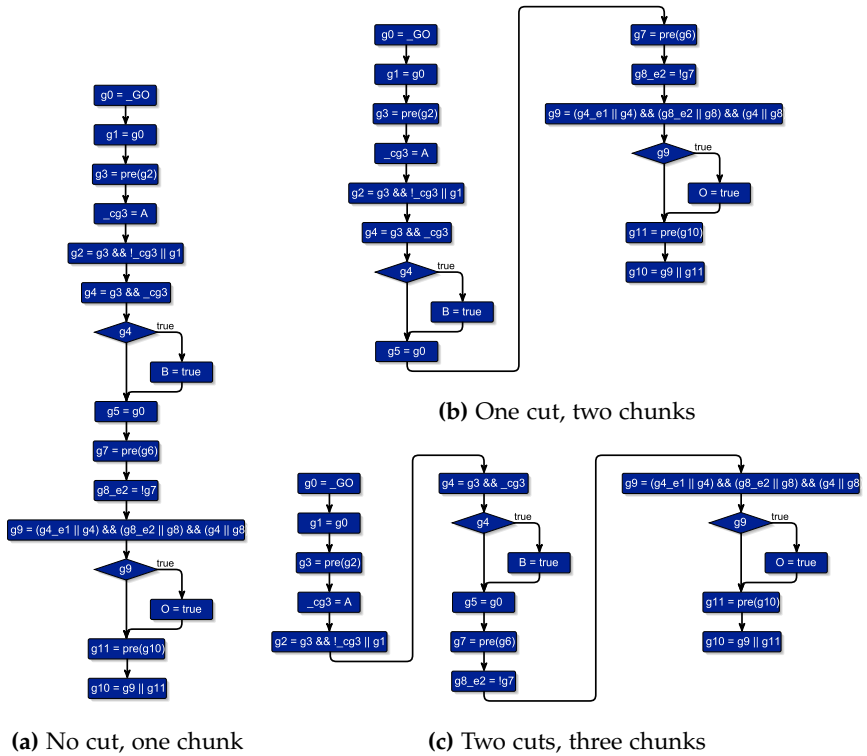 g0 = _GO
g1 = g0
g3 = pre(g2)
_cg3 = A
g2 = g3 && !_cg3 || g1
g4 = g3 && _cg3
g4
true
B = true
g5 = g0
g7 = pre(g6)
g8_e2 = !g7
g9 = (g4_e1 || g4) && (g8_e2 || g8) && (g4 || g8
g9
true
O = true
g11 = pre(g10)
g10 = g9 || g11
(a) No cut, one chunk
g0 = _GO
g1 = g0
g3 = pre(g2)
_cg3 = A
g2 = g3 && !_cg3 || g1
g4 = g3 && _cg3
g4
true
B = true
g5 = g0
g7 = pre(g6)
g8_e2 = !g7
g9 = (g4_e1 || g4) && (g8_e2 || g8) && (g4 || g8
g9
true
O = true
g11 = pre(g10)
g10 = g9 || g11
(b) One cut, two chunks
g0 = _GO
g1 = g0
g3 = pre(g2)
_cg3 = A
g2 = g3 && !_cg3 || g1
g4 = g3 && _cg3
g4
true
B = true
g5 = g0
g7 = pre(g6)
g8_e2 = !g7
g9 = (g4_e1 || g4) && (g8_e2 || g8) && (g4 || g8
g9
true
O = true
g11 = pre(g10)
g10 = g9 || g11
(c) Two cuts, three chunks